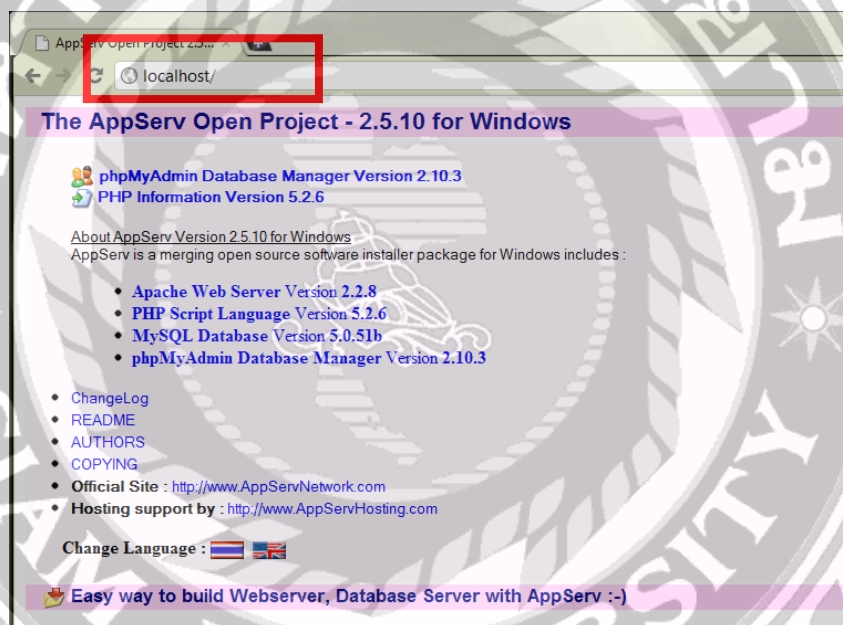 AppServ Open Project 2.5...
localhost/
The AppServ Open Project - 2.5.10 for Windows
phpMyAdmin Database Manager Version 2.10.3
PHP Information Version 5.2.6
About AppServ Version 2.5.10 for Windows
AppServ is a merging open source software installer package for Windows includes :
Apache Web Server Version 2.2.8
PHP Script Language Version 5.2.6
MySQL Database Version 5.0.51b
phpMyAdmin Database Manager Version 2.10.3
ChangeLog
README
AUTHORS
COPYING
Official Site : http://www.AppServNetwork.com
Hosting support by : http://www.AppServHosting.com
Change Language :
Easy way to build Webserver, Database Server with AppServ :-)